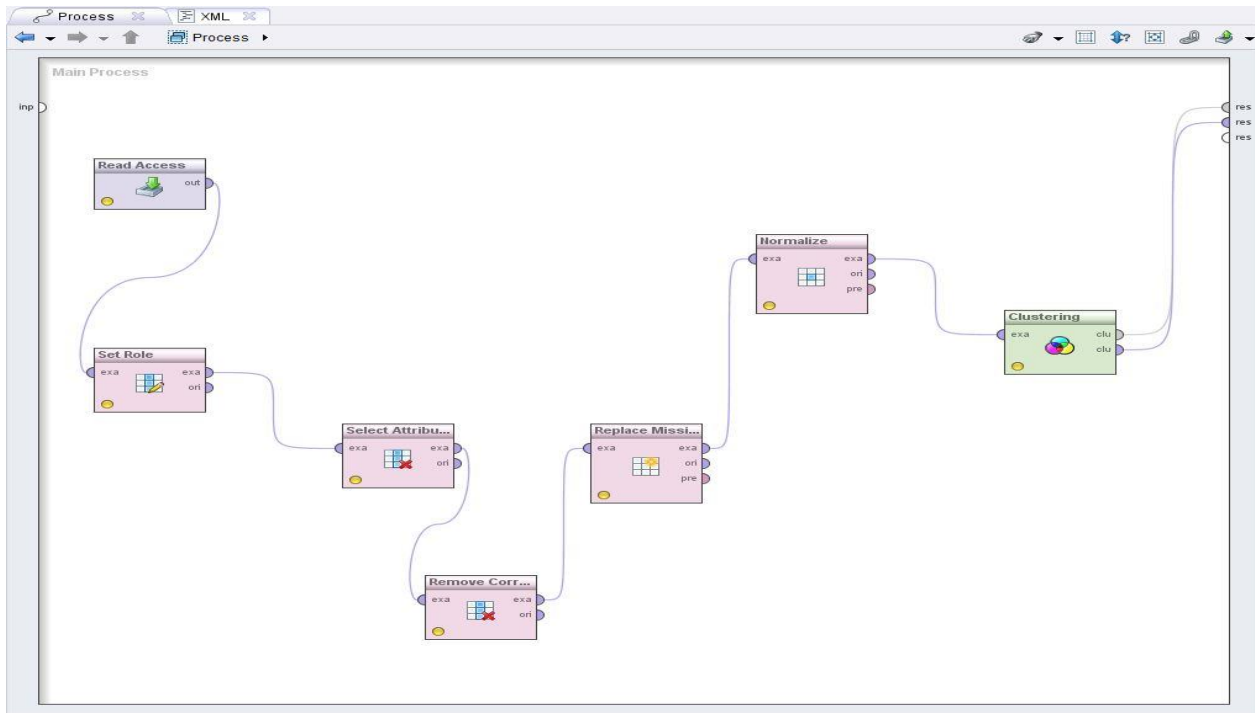 Process XML
Process
Main Process
inp
res
res
res
Read Access
out
Set Role
exa exa
ori
Select Attribu...
exa exa
ori
Remove Corr...
exa exa
ori
Replace Missi...
exa exa
ori
pre
Normalize
exa exa
ori
pre
Clustering
exa clu
clu